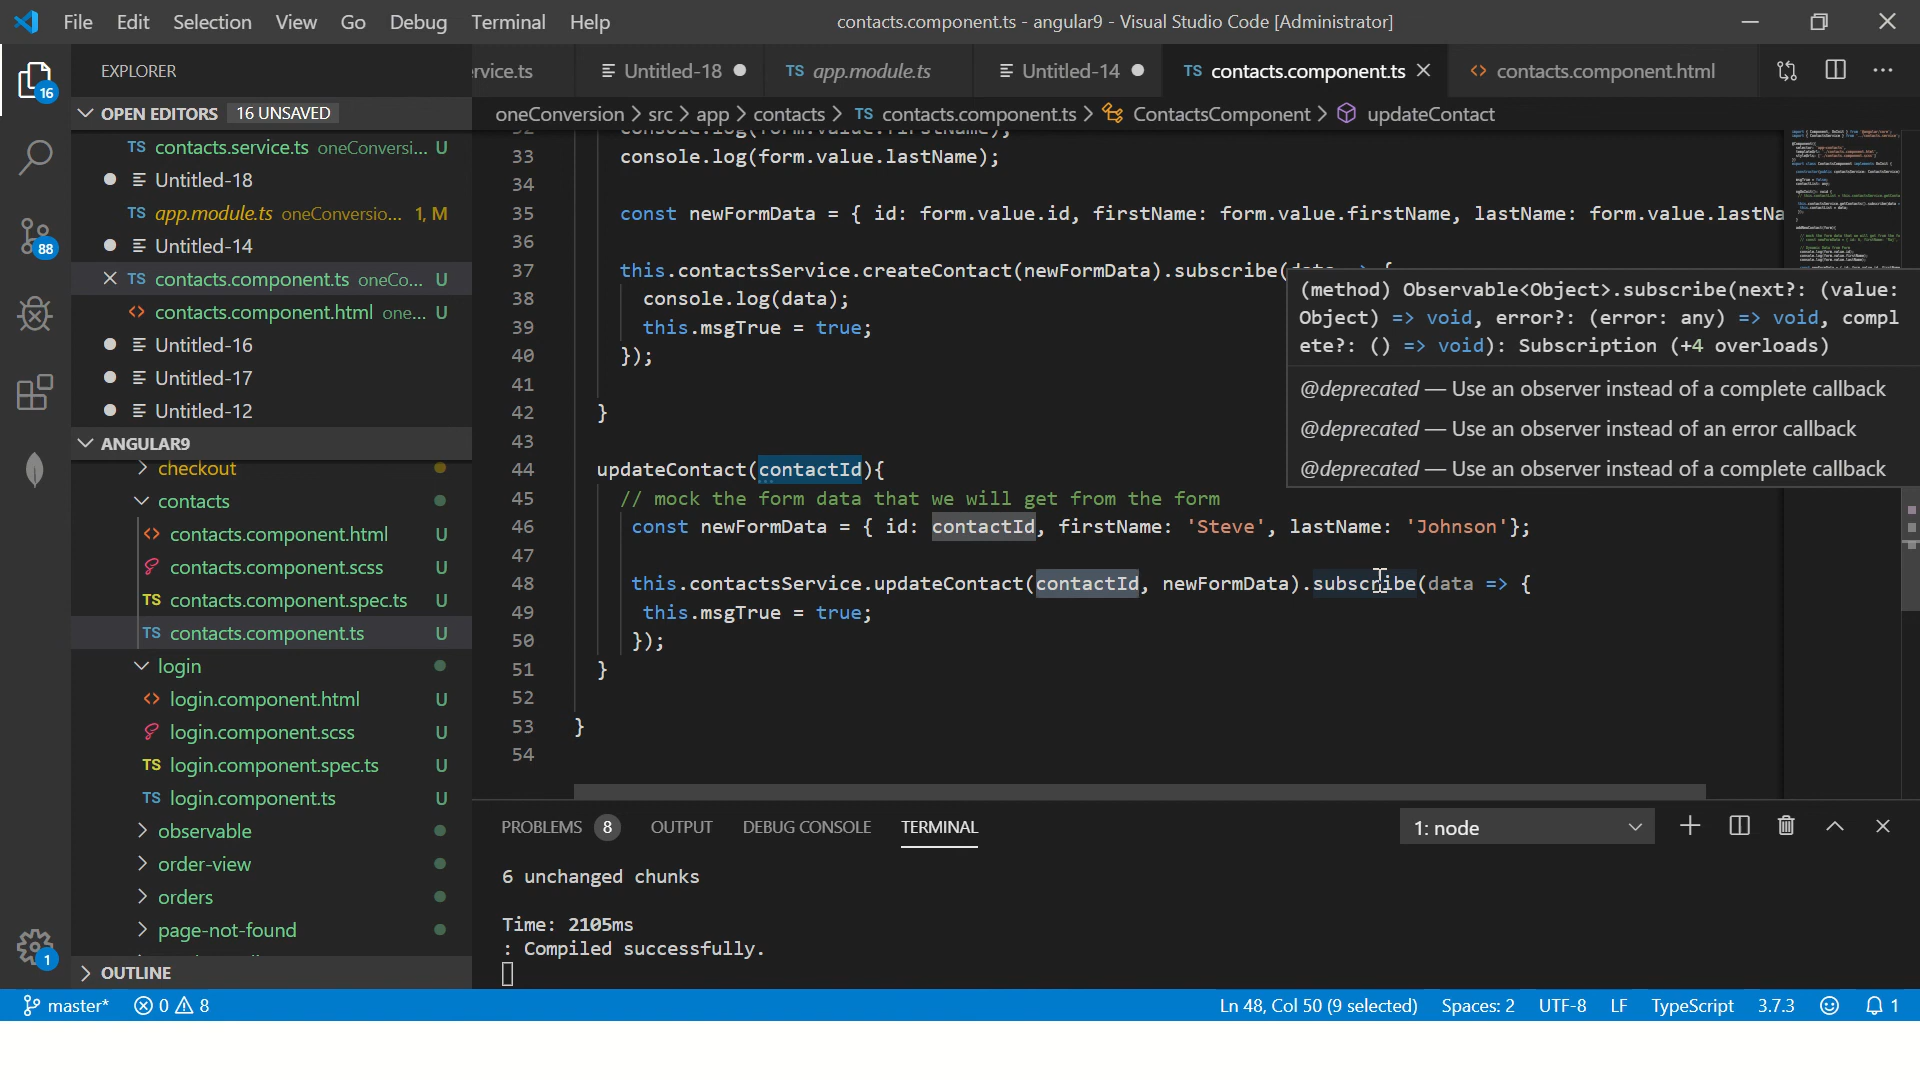 File Edit Selection View Go Debug Terminal Help
contacts.component.ts - angular9 - Visual Studio Code [Administrator]
EXPLORER
rvice.ts
Untitled-18
TS app.module.ts
Untitled-14
TS contacts.component.ts
<> contacts.component.html
16
OPEN EDITORS 16 UNSAVED
oneConversion > src > app > contacts > TS contacts.component.ts > ContactsComponent > updateContact
TS contacts.service.ts oneConversi... U
Untitled-18
TS app.module.ts oneConversio... 1, M
Untitled-14
TS contacts.component.ts oneCo... U
<> contacts.component.html one... U
Untitled-16
Untitled-17
Untitled-12
88
ANGULAR9
checkout
contacts
<> contacts.component.html U
contacts.component.scss U
TS contacts.component.spec.ts U
TS contacts.component.ts U
login
<> login.component.html U
login.component.scss U
TS login.component.spec.ts U
TS login.component.ts U
observable
order-view
orders
page-not-found
OUTLINE
1
32 console.log(form.value.firstName);
33 console.log(form.value.lastName);
34
35 const newFormData = { id: form.value.id, firstName: form.value.firstName, lastName: form.value.lastNa
36
37 this.contactsService.createContact(newFormData).subscribe(data => {
38 console.log(data);
39 this.msgTrue = true;
40 });
41
42 }
43
44 updateContact(contactId){
45 // mock the form data that we will get from the form
46 const newFormData = { id: contactId, firstName: 'Steve', lastName: 'Johnson'};
47
48 this.contactsService.updateContact(contactId, newFormData).subscribe(data => {
49 this.msgTrue = true;
50 });
51 }
52
53 }
54
(method) Observable<Object>.subscribe(next?: (value:
Object) => void, error?: (error: any) => void, compl
ete?: () => void): Subscription (+4 overloads)
@deprecated — Use an observer instead of a complete callback
@deprecated — Use an observer instead of an error callback
@deprecated — Use an observer instead of a complete callback
PROBLEMS 8 OUTPUT DEBUG CONSOLE TERMINAL
1: node
6 unchanged chunks
Time: 2105ms
: Compiled successfully.
master* 0 8
Ln 48, Col 50 (9 selected) Spaces: 2 UTF-8 LF TypeScript 3.7.3 1